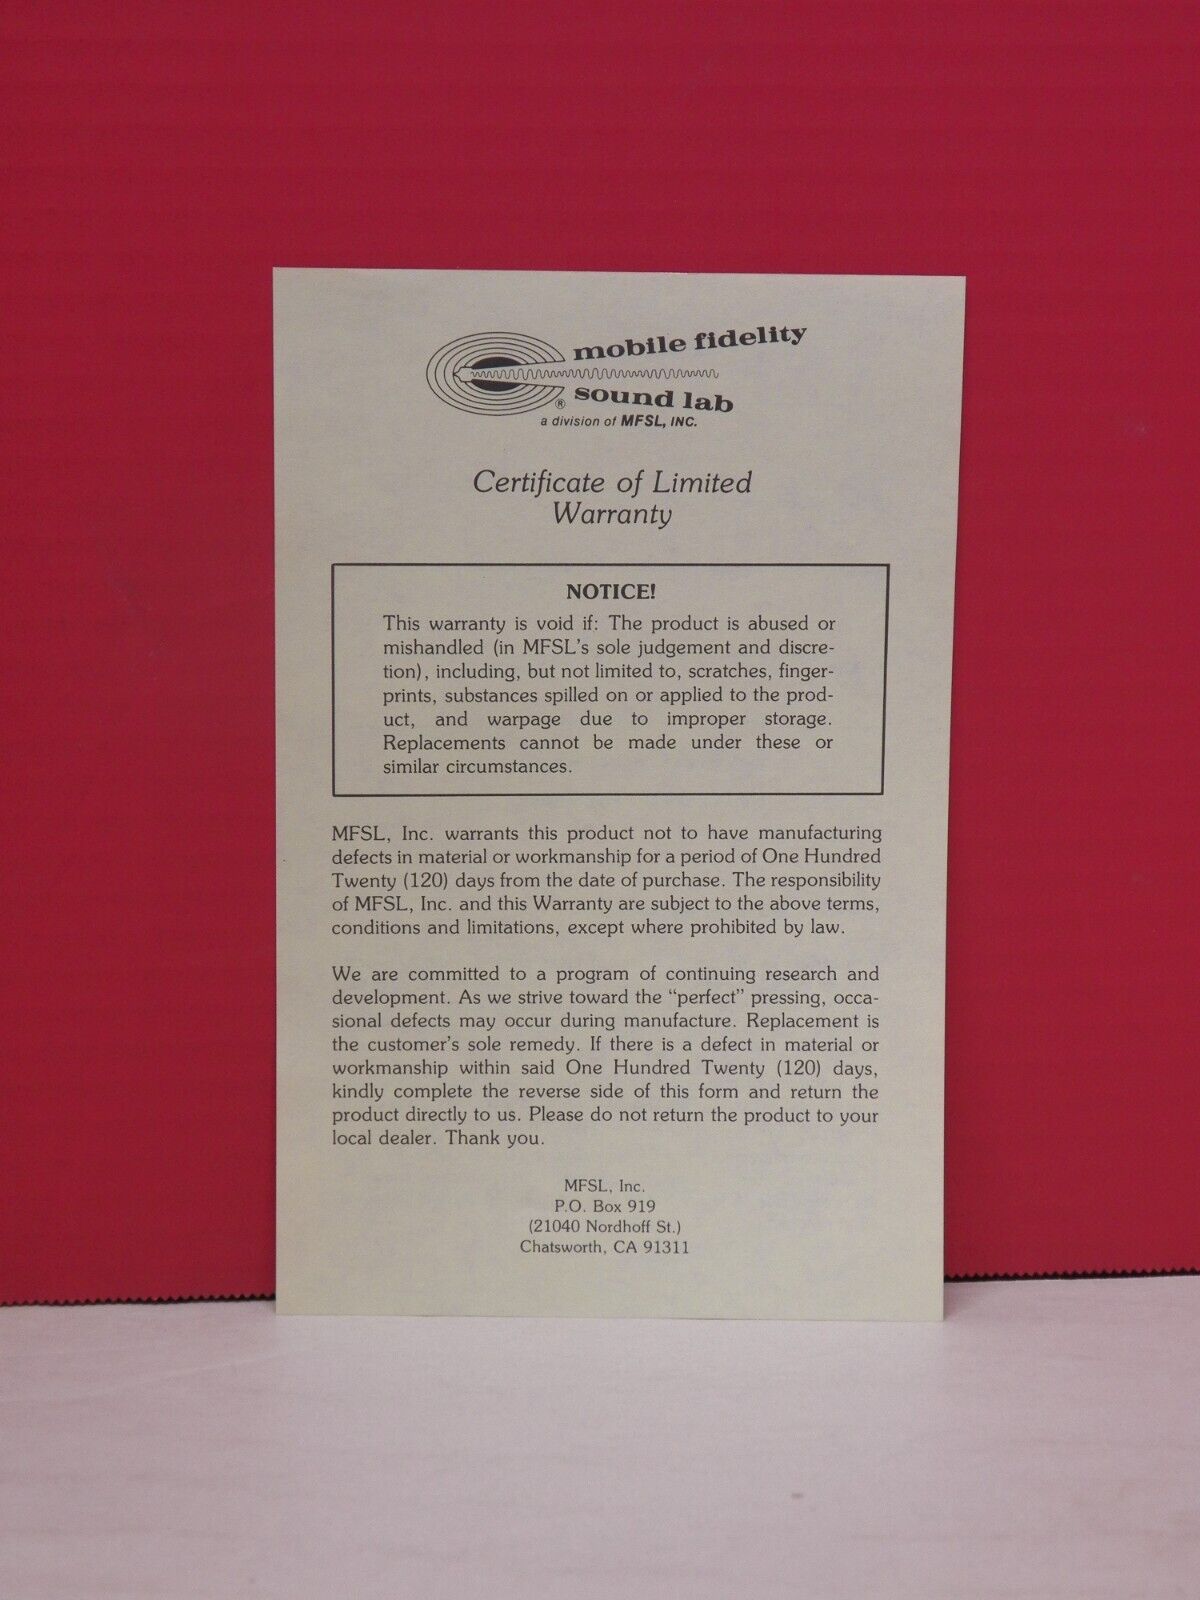 mobile fidelity
sound lab
®
a division of MFSL, INC.
Certificate of Limited
Warranty
NOTICE!
This warranty is void if: The product is abused or
mishandled (in MFSL's sole judgement and discre-
tion), including, but not limited to, scratches, finger-
prints, substances spilled on or applied to the prod-
uct, and warpage due to improper storage.
Replacements cannot be made under these or
similar circumstances.
MFSL, Inc. warrants this product not to have manufacturing
defects in material or workmanship for a period of One Hundred
Twenty (120) days from the date of purchase. The responsibility
of MFSL, Inc. and this Warranty are subject to the above terms,
conditions and limitations, except where prohibited by law.
We are committed to a program of continuing research and
development. As we strive toward the "perfect" pressing, occa-
sional defects may occur during manufacture. Replacement is
the customer's sole remedy. If there is a defect in material or
workmanship within said One Hundred Twenty (120) days,
kindly complete the reverse side of this form and return the
product directly to us. Please do not return the product to your
local dealer. Thank you.
MFSL, Inc.
P.O. Box 919
(21040 Nordhoff St.)
Chatsworth, CA 91311